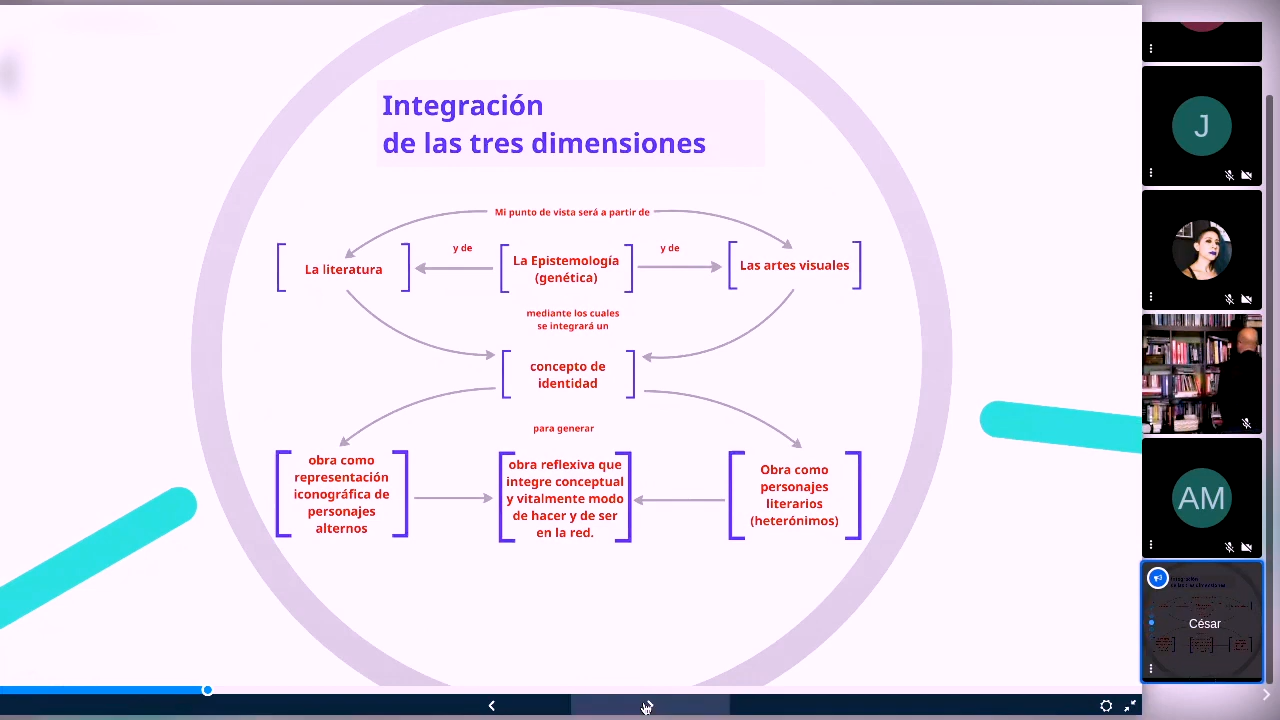 Integración
de las tres dimensiones
Mi punto de vista será a partir de
y de
y de
La literatura
La Epistemología
(genética)
Las artes visuales
mediante los cuales
se integrará un
concepto de
identidad
para generar
obra como
representación
iconográfica de
personajes
alternos
obra reflexiva que
integre conceptual
y vitalmente modo
de hacer y de ser
en la red.
Obra como
personajes
literarios
(heterónimos)
J
AM
César